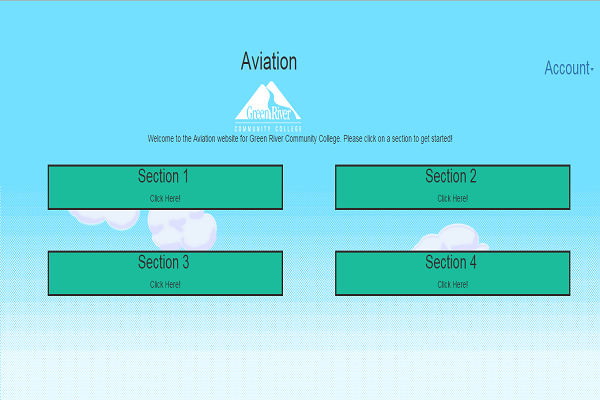 Aviation
Account
Green River
COMMUNITY COLLEGE
Welcome to the Aviation website for Green River Community College. Please click on a section to get started!
Section 1
Click Here!
Section 2
Click Here!
Section 3
Click Here!
Section 4
Click Here!